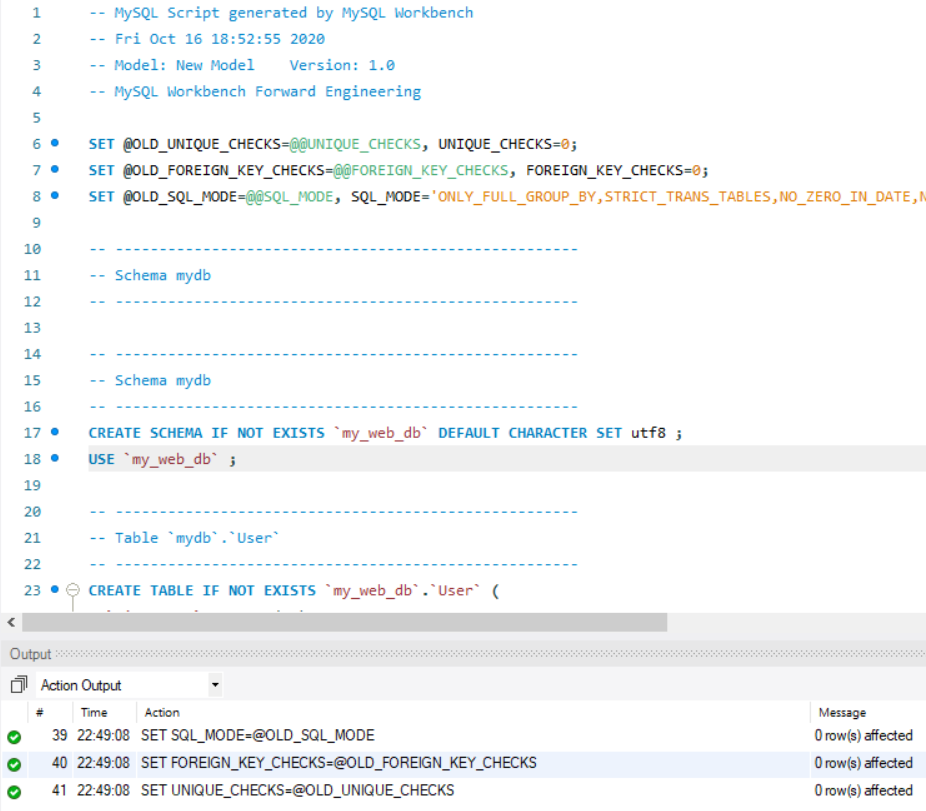 1 -- MySQL Script generated by MySQL Workbench
2 -- Fri Oct 16 18:52:55 2020
3 -- Model: New Model    Version: 1.0
4 -- MySQL Workbench Forward Engineering
5
6 SET @OLD_UNIQUE_CHECKS=@@UNIQUE_CHECKS, UNIQUE_CHECKS=0;
7 SET @OLD_FOREIGN_KEY_CHECKS=@@FOREIGN_KEY_CHECKS, FOREIGN_KEY_CHECKS=0;
8 SET @OLD_SQL_MODE=@@SQL_MODE, SQL_MODE='ONLY_FULL_GROUP_BY,STRICT_TRANS_TABLES,NO_ZERO_IN_DATE,
9
10 -- -----------------------------------------------------
11 -- Schema mydb
12 -- -----------------------------------------------------
13
14 -- -----------------------------------------------------
15 -- Schema mydb
16 -- -----------------------------------------------------
17 CREATE SCHEMA IF NOT EXISTS `my_web_db` DEFAULT CHARACTER SET utf8 ;
18 USE `my_web_db` ;
19
20 -- -----------------------------------------------------
21 -- Table `mydb`.`User`
22 -- -----------------------------------------------------
23 CREATE TABLE IF NOT EXISTS `my_web_db`.`User` (
Output
Action Output
# Time Action Message
39 22:49:08 SET SQL_MODE=@OLD_SQL_MODE 0 row(s) affected
40 22:49:08 SET FOREIGN_KEY_CHECKS=@OLD_FOREIGN_KEY_CHECKS 0 row(s) affected
41 22:49:08 SET UNIQUE_CHECKS=@OLD_UNIQUE_CHECKS 0 row(s) affected